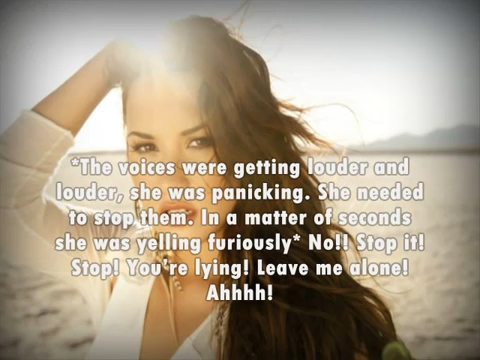 *The voices were getting louder and
louder, she was panicking. She needed
to stop them. In a matter of seconds
she was yelling furiously* No!! Stop it!
Stop! You're lying! Leave me alone!
Ahhhh!